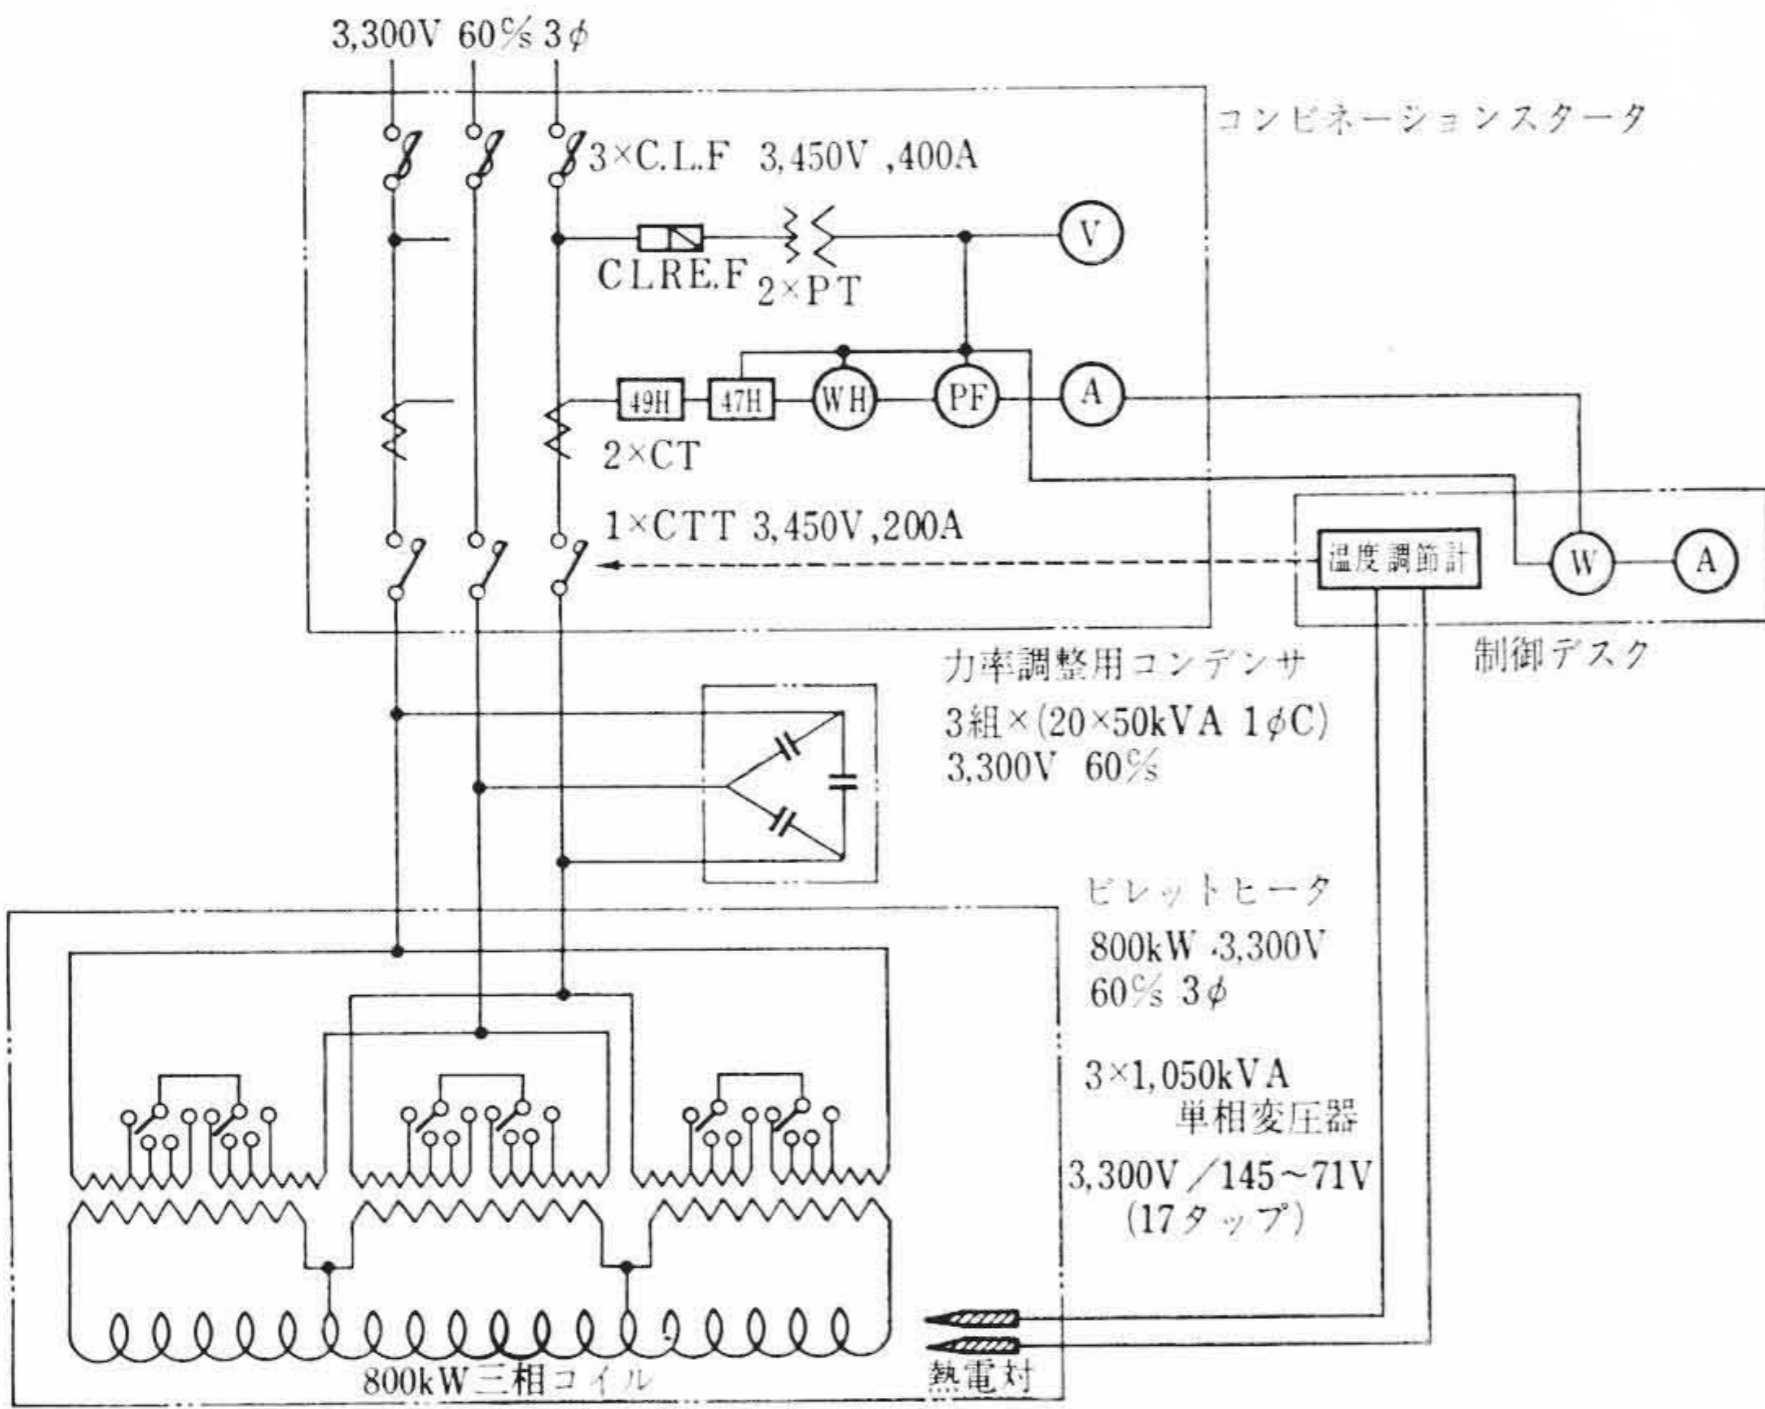 3,300V 60c/s 3φ
コンビネーションスタータ
3×C.L.F 3,450V ,400A
V
CLRE.F
2×PT
49H
47H
WH
PF
A
2×CT
1×CTT 3,450V,200A
温度調節計
W
A
制御デスク
力率調整用コンデンサ
3組×(20×50kVA 1φC)
3,300V 60c/s
ビレットヒータ
800kW 3,300V
60c/s 3φ
3×1,050kVA
単相変圧器
3,300V/145~71V
(17タップ)
800kW三相コイル
熱電対